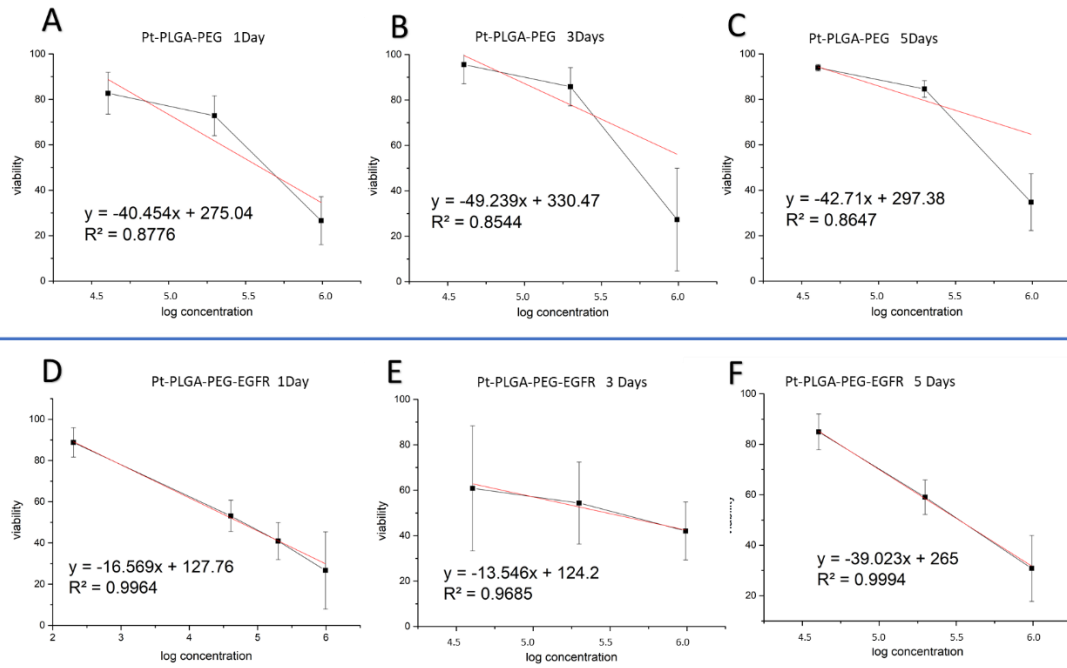 A
Pt-PLGA-PEG 1Day
100
80
60
40
20
0
viability
y = -40.454x + 275.04
R² = 0.8776
4.5
5.0
5.5
6.0
log concentration
B
Pt-PLGA-PEG 3Days
100
80
60
40
20
0
viability
y = -49.239x + 330.47
R² = 0.8544
4.5
5.0
5.5
6.0
log concentration
C
Pt-PLGA-PEG 5Days
100
80
60
40
20
0
viability
y = -42.71x + 297.38
R² = 0.8647
4.5
5.0
5.5
6.0
log concentration
D
Pt-PLGA-PEG-EGFR 1Day
100
80
60
40
20
0
viability
y = -16.569x + 127.76
R² = 0.9964
2
3
4
5
6
log concentration
E
Pt-PLGA-PEG-EGFR 3 Days
100
80
60
40
20
0
viability
y = -13.546x + 124.2
R² = 0.9685
4.5
5.0
5.5
6.0
log concentration
F
Pt-PLGA-PEG-EGFR 5 Days
100
80
60
40
20
y = -39.023x + 265
R² = 0.9994
4.5
5.0
5.5
6.0
log concentration